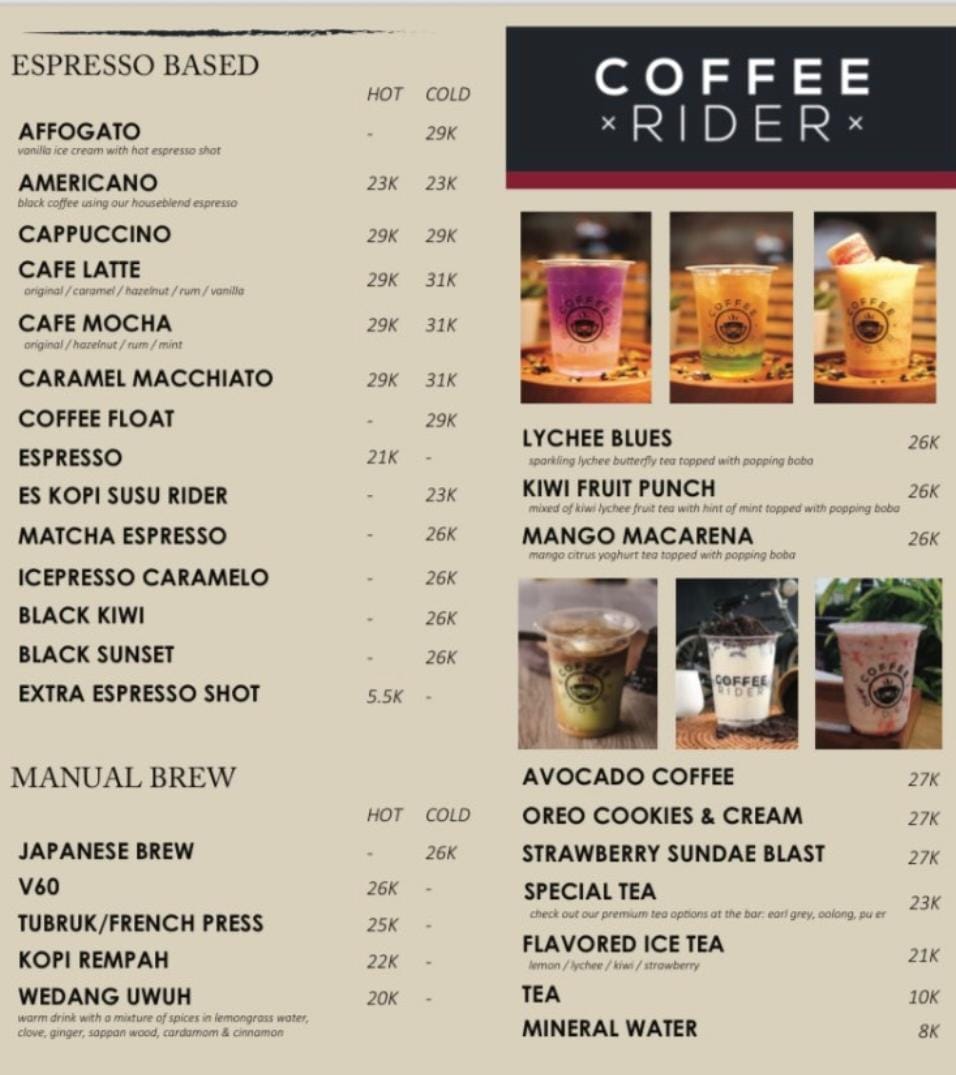 ESPRESSO BASED
HOT COLD
AFFOGATO - 29K
vanilla ice cream with hot espresso shot
AMERICANO 23K 23K
black coffee using our houseblend espresso
CAPPUCCINO 29K 29K
CAFE LATTE 29K 31K
original / caramel / hazelnut / rum / vanilla
CAFE MOCHA 29K 31K
original / hazelnut / rum / mint
CARAMEL MACCHIATO 29K 31K
COFFEE FLOAT - 29K
ESPRESSO 21K -
ES KOPI SUSU RIDER - 23K
MATCHA ESPRESSO - 26K
ICEPRESSO CARAMELO - 26K
BLACK KIWI - 26K
BLACK SUNSET - 26K
EXTRA ESPRESSO SHOT 5.5K -
MANUAL BREW
HOT COLD
JAPANESE BREW - 26K
V60 26K -
TUBRUK/FRENCH PRESS 25K -
KOPI REMPAH 22K -
WEDANG UWUH 20K -
warm drink with a mixture of spices in lemongrass water,
clove, ginger, sappan wood, cardamom & cinnamon
COFFEE
×RIDER×
COFFEE
COFFEE
COFFEE
LYCHEE BLUES 26K
sparkling lychee butterfly tea topped with popping boba
KIWI FRUIT PUNCH 26K
mixed of kiwi lychee fruit tea with hint of mint topped with popping boba
MANGO MACARENA 26K
mango citrus yoghurt tea topped with popping boba
COFFEE
COFFEE
RIDER
COFFEE
AVOCADO COFFEE 27K
OREO COOKIES & CREAM 27K
STRAWBERRY SUNDAE BLAST 27K
SPECIAL TEA 23K
check out our premium tea options at the bar: earl grey, oolong, pu er
FLAVORED ICE TEA 21K
lemon / lychee / kiwi / strawberry
TEA 10K
MINERAL WATER 8K